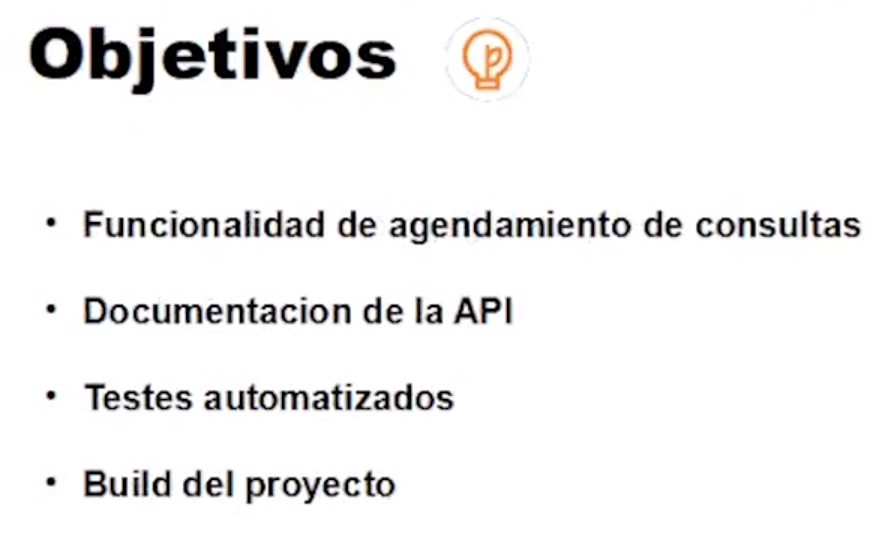 Objetivos
• Funcionalidad de agendamiento de consultas
• Documentacion de la API
• Testes automatizados
• Build del proyecto